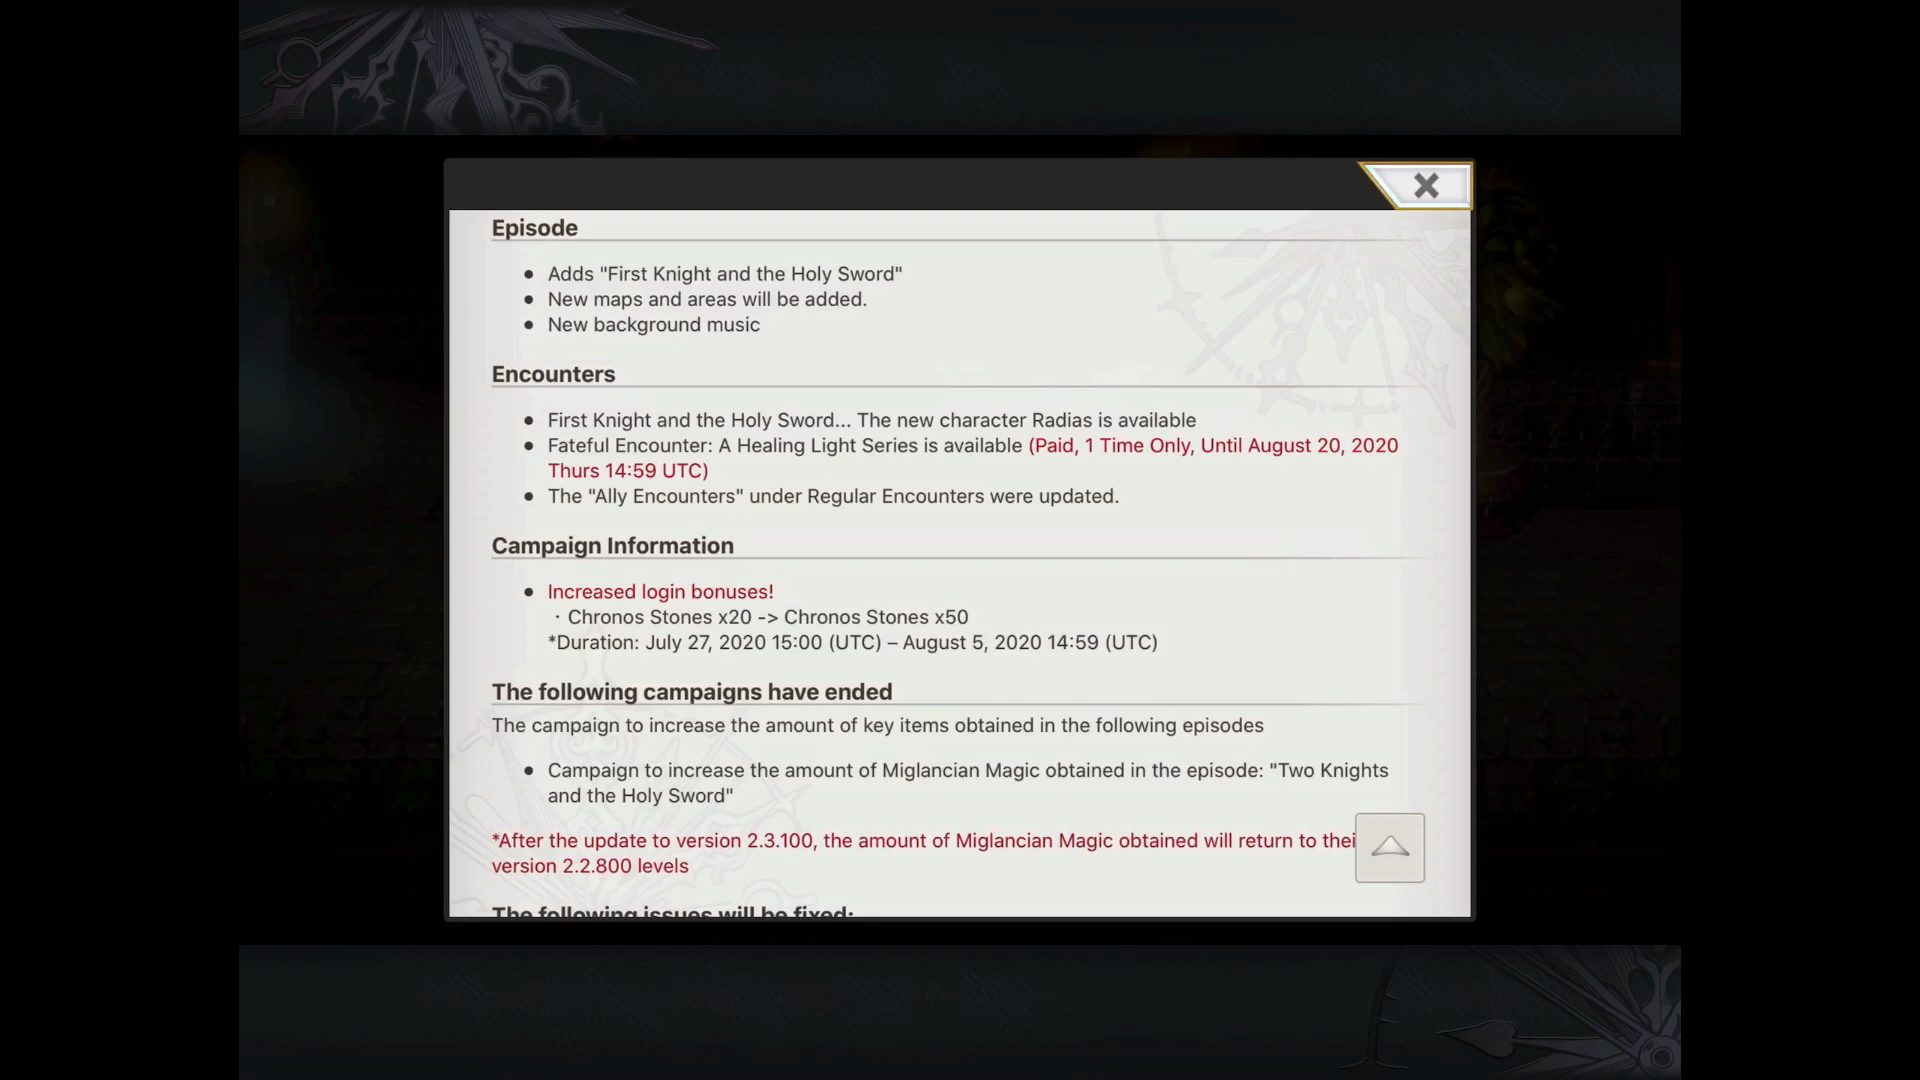 Episode
● Adds "First Knight and the Holy Sword"
● New maps and areas will be added.
● New background music
Encounters
● First Knight and the Holy Sword... The new character Radias is available
● Fateful Encounter: A Healing Light Series is available (Paid, 1 Time Only, Until August 20, 2020
Thurs 14:59 UTC)
● The "Ally Encounters" under Regular Encounters were updated.
Campaign Information
● Increased login bonuses!
・Chronos Stones x20 -> Chronos Stones x50
*Duration: July 27, 2020 15:00 (UTC) – August 5, 2020 14:59 (UTC)
The following campaigns have ended
The campaign to increase the amount of key items obtained in the following episodes
● Campaign to increase the amount of Miglancian Magic obtained in the episode: "Two Knights
and the Holy Sword"
*After the update to version 2.3.100, the amount of Miglancian Magic obtained will return to thei
version 2.2.800 levels
The following issues will be fixed: